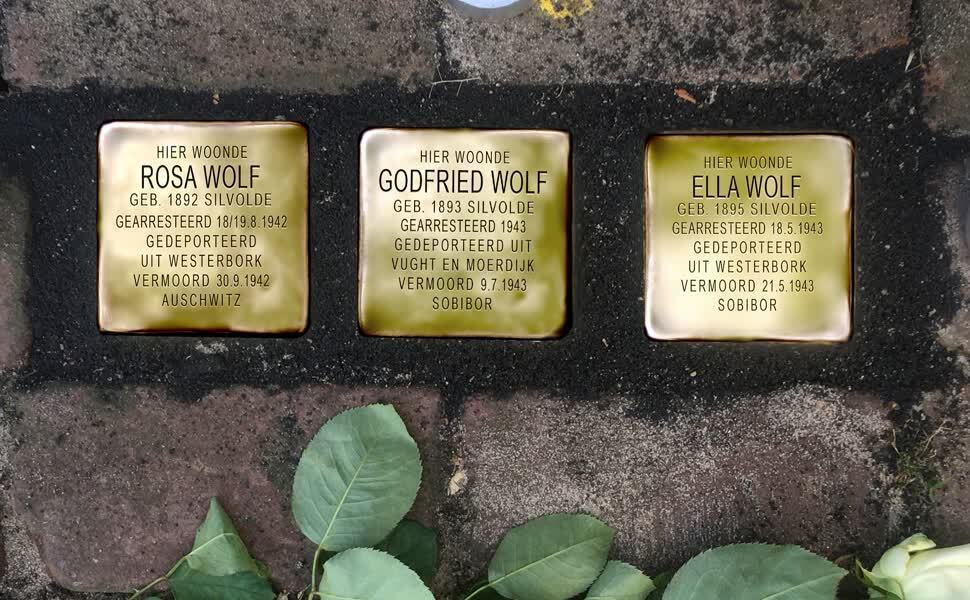 HIER WOONDE
ROSA WOLF
GEB. 1892 SILVOLDE
GEARRESTEERD 18/19.8.1942
GEDEPORTEERD
UIT WESTERBORK
VERMOORD 30.9.1942
AUSCHWITZ
HIER WOONDE
GODFRIED WOLF
GEB. 1893 SILVOLDE
GEARRESTEERD 1943
GEDEPORTEERD UIT
VUGHT EN MOERDIJK
VERMOORD 9.7.1943
SOBIBOR
HIER WOONDE
ELLA WOLF
GEB. 1895 SILVOLDE
GEARRESTEERD 18.5.1943
GEDEPORTEERD
UIT WESTERBORK
VERMOORD 21.5.1943
SOBIBOR